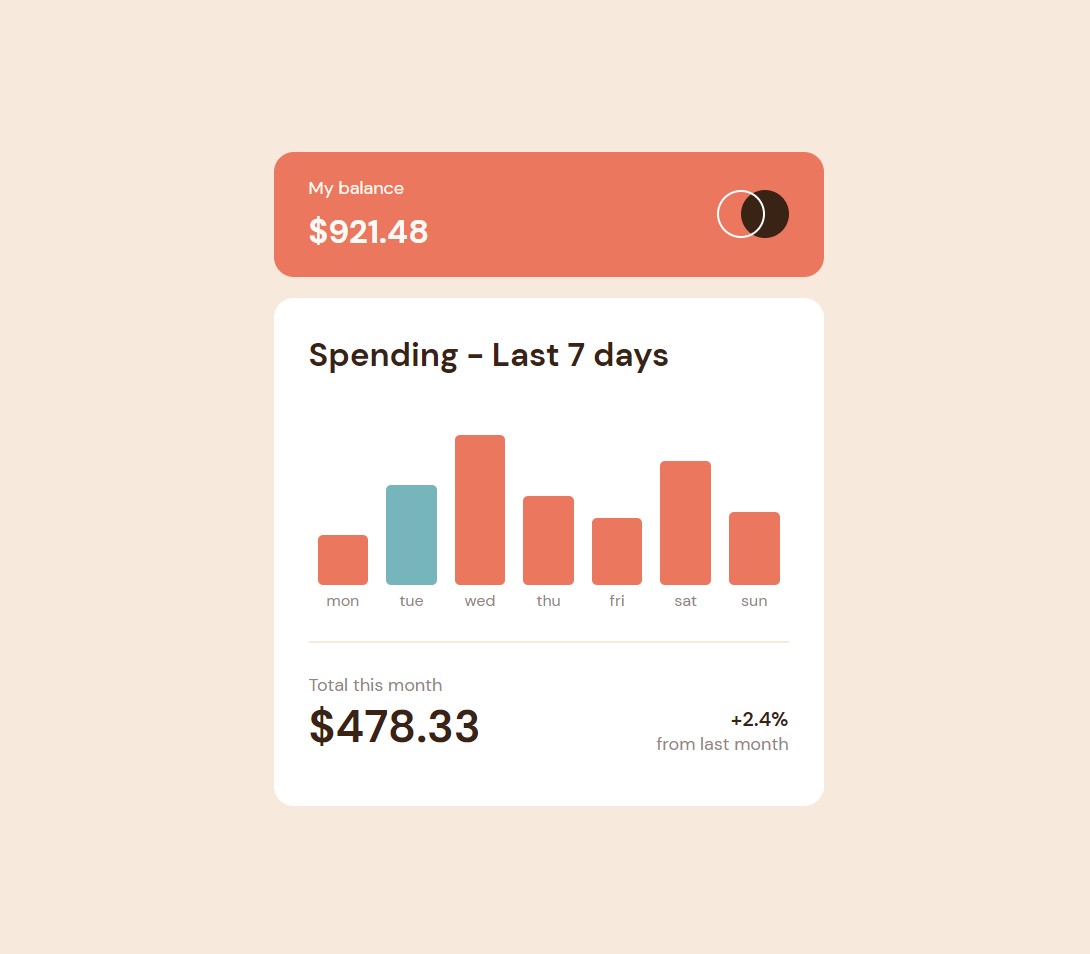 My balance
$921.48
Spending - Last 7 days
mon tue wed thu fri sat sun
Total this month
$478.33
+2.4%
from last month